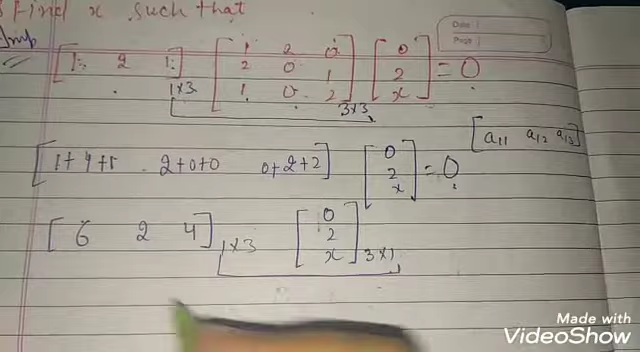 Find x such that
Imp
Date
Page
[1 2 1]1×3 [1 2 0 2 0 1 1 0 2]3×3 [0 2 x] = 0
[a11 a12 a13]
[1+4+1 2+0+0 0+2+2] [0 2 x] = 0
[6 2 4]1×3 [0 2 x]3×1
Made with
VideoShow